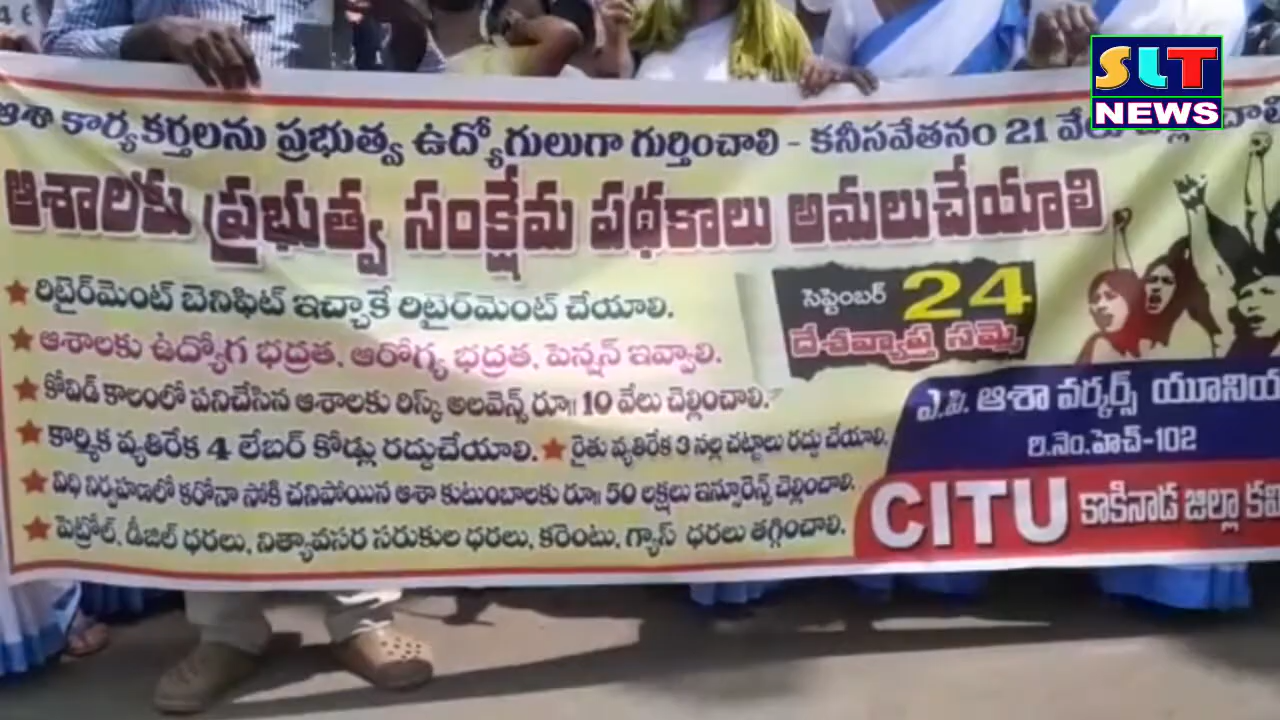 SLT
NEWS
ఆశా కార్యకర్తలను ప్రభుత్వ ఉద్యోగులుగా గుర్తించాలి - కనీసవేతనం 21
ఆశాలకు ప్రభుత్వ సంక్షేమ పథకాలు అమలుచేయాలి
★ రిటైర్‌మెంట్ బెనిఫిట్ ఇచ్చాకే రిటైర్‌మెంట్ చేయాలి.
★ ఆశాలకు ఉద్యోగ భద్రత, ఆరోగ్య భద్రత, పెన్షన్ ఇవ్వాలి.
★ కోవిడ్ కాలంలో పనిచేసిన ఆశాలకు రిస్క్ అలవెన్స్ రూ॥ 10 వేలు చెల్లించాలి.
★ కార్మిక వ్యతిరేక 4 లేబర్ కోడ్లు రద్దుచేయాలి. ★ రైతు వ్యతిరేక 3 నల్ల చట్టాలు రద్దు చేయాలి.
★ విధి నిర్వహణలో కరోనా సోకి చనిపోయిన ఆశా కుటుంబాలకు రూ॥ 50 లక్షలు ఇన్సూరెన్స్ చెల్లించాలి.
★ పెట్రోల్, డీజిల్ ధరలు, నిత్యావసర సరుకుల ధరలు, కరెంటు, గ్యాస్ ధరలు తగ్గించాలి.
సెప్టెంబర్ 24
దేశవ్యాప్త సమ్మె
ఎ.పి. ఆశా వర్కర్స్
రి.నెం.హెచ్-102
CITU కాకినాడ జిల్లా